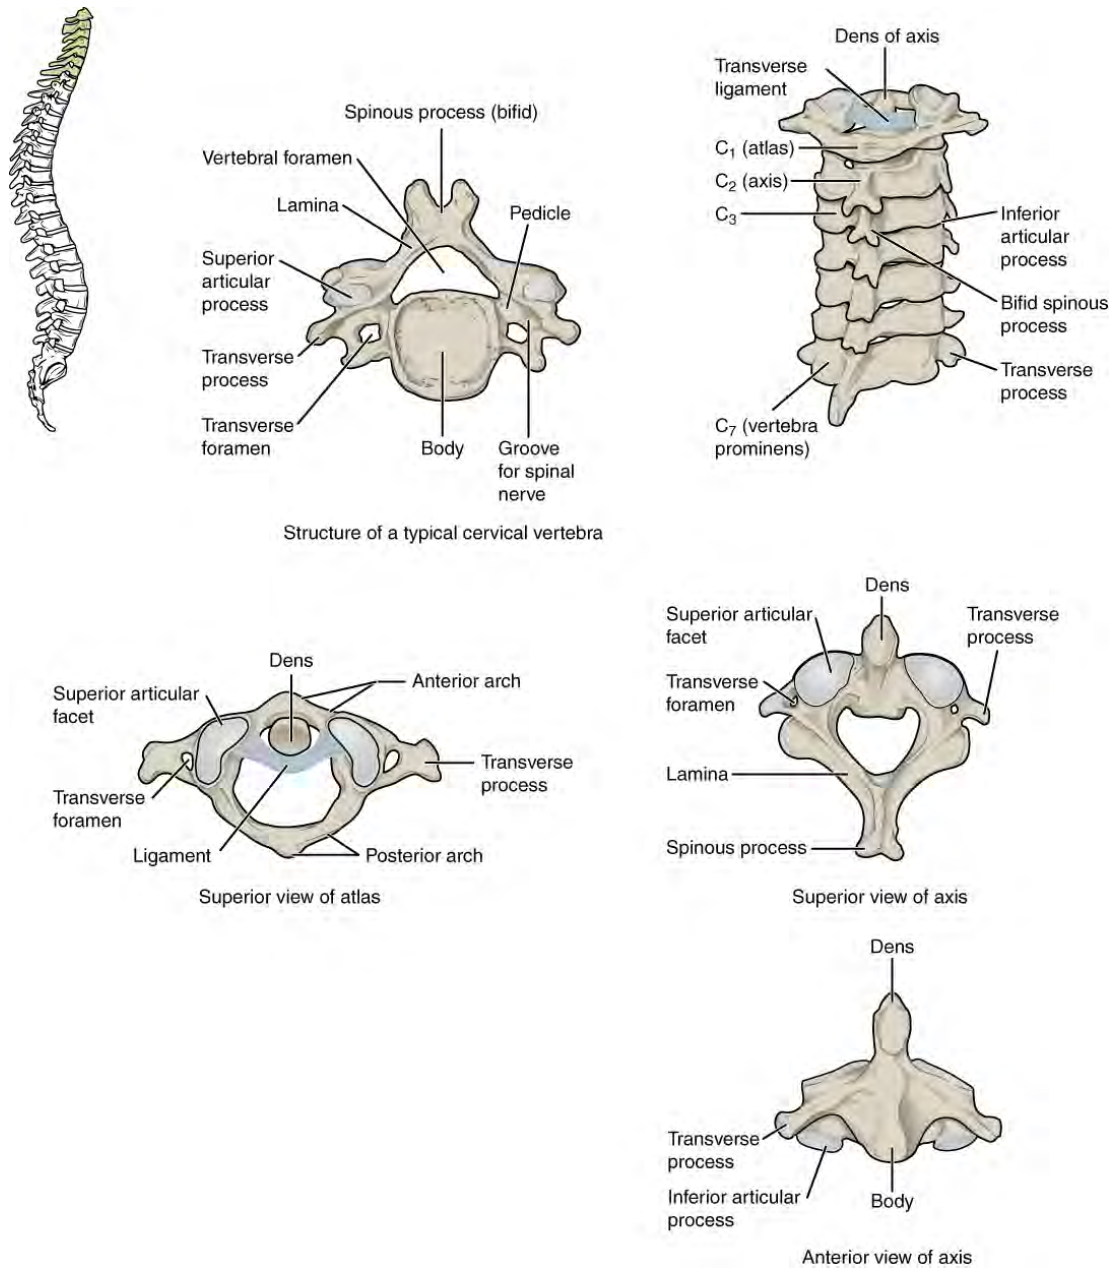 Spinous process (bifid)
Vertebral foramen
Lamina
Pedicle
Superior
articular
process
Transverse
process
Transverse
foramen
Body
Groove
for spinal
nerve
Structure of a typical cervical vertebra
Dens of axis
Transverse
ligament
C₁ (atlas)
C₂ (axis)
C₃
Inferior
articular
process
Bifid spinous
process
Transverse
process
C₇ (vertebra
prominens)
Dens
Anterior arch
Superior articular
facet
Transverse
process
Transverse
foramen
Ligament
Posterior arch
Superior view of atlas
Dens
Superior articular
facet
Transverse
process
Transverse
foramen
Lamina
Spinous process
Superior view of axis
Dens
Transverse
process
Inferior articular
process
Body
Anterior view of axis